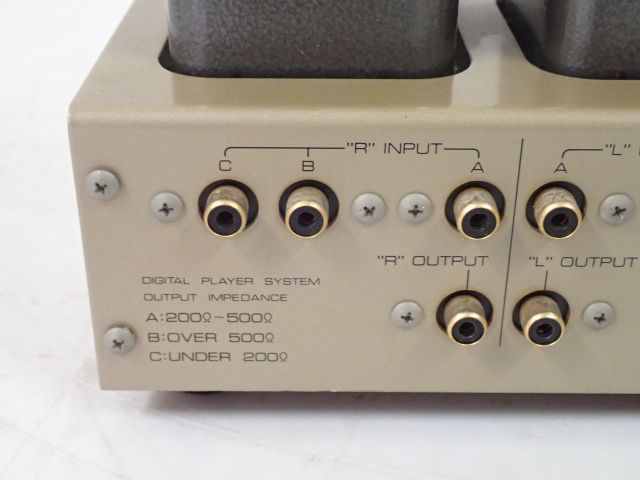 "R" INPUT
"L"
C B A A
"R" OUTPUT "L" OUTPUT
DIGITAL PLAYER SYSTEM
OUTPUT IMPEDANCE
A:200Ω~500Ω
B:OVER 500Ω
C:UNDER 200Ω